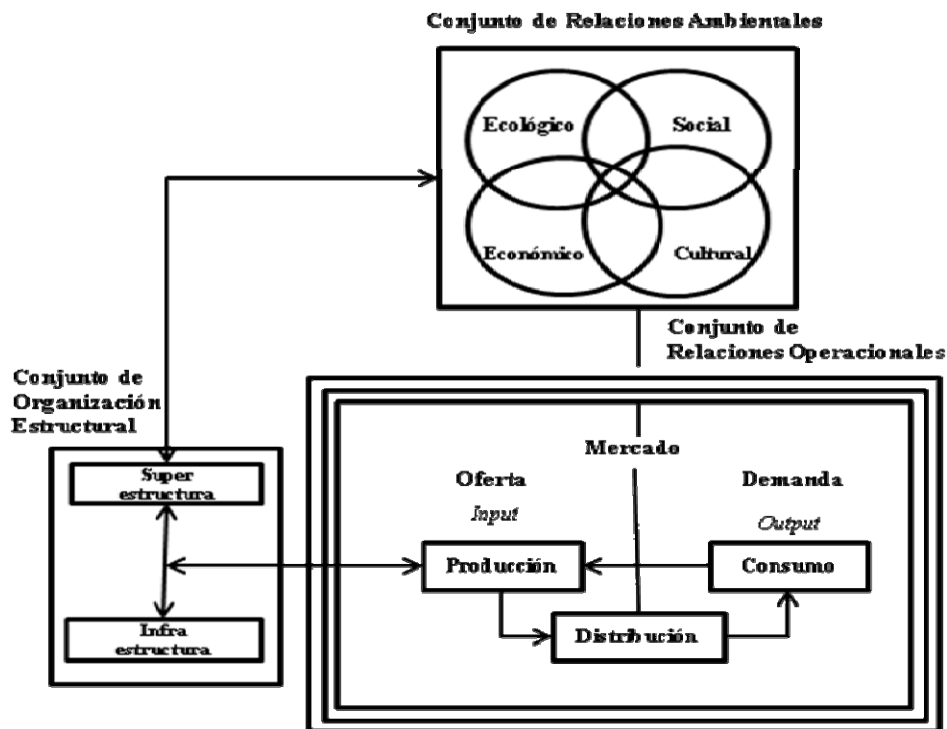 Conjunto de Relaciones Ambientales
Ecológico
Social
Económico
Cultural
Conjunto de
Relaciones Operacionales
Conjunto de
Organización
Estructural
Super
estructura
Infra
estructura
Mercado
Oferta
Input
Demanda
Output
Producción
Consumo
Distribución